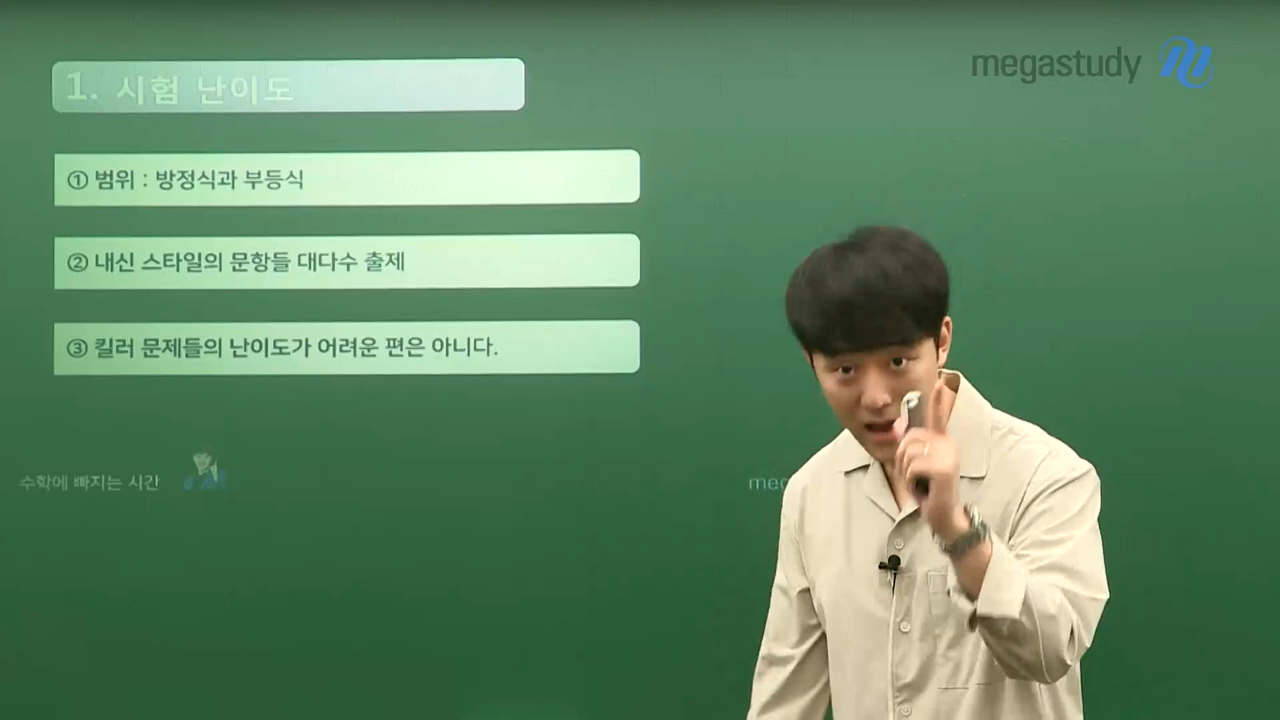 megastudy
1. 시험 난이도
① 범위 : 방정식과 부등식
② 내신 스타일의 문항들 대다수 출제
③ 킬러 문제들의 난이도가 어려운 편은 아니다.
수학에 빠지는 시간